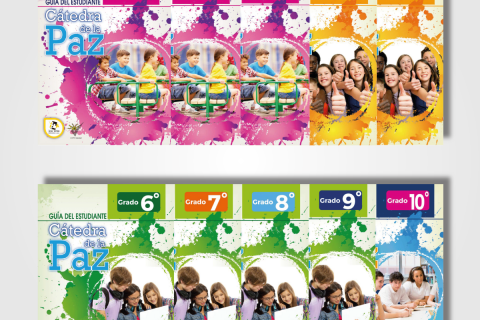 GUÍA DEL ESTUDIANTE
Cátedra
de la
Paz
Grado 6°
Grado 7°
Grado 8°
Grado 9°
Grado 10°
GUÍA DEL ESTUDIANTE
Cátedra
de la
Paz